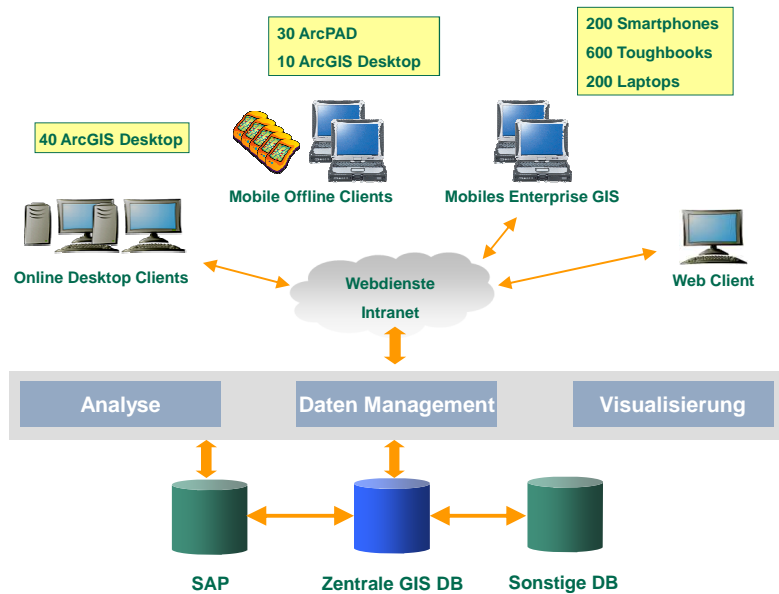 30 ArcPAD
10 ArcGIS Desktop
200 Smartphones
600 Toughbooks
200 Laptops
40 ArcGIS Desktop
Mobile Offline Clients
Mobiles Enterprise GIS
Online Desktop Clients
Web Client
Webdienste
Intranet
Analyse
Daten Management
Visualisierung
SAP
Zentrale GIS DB
Sonstige DB